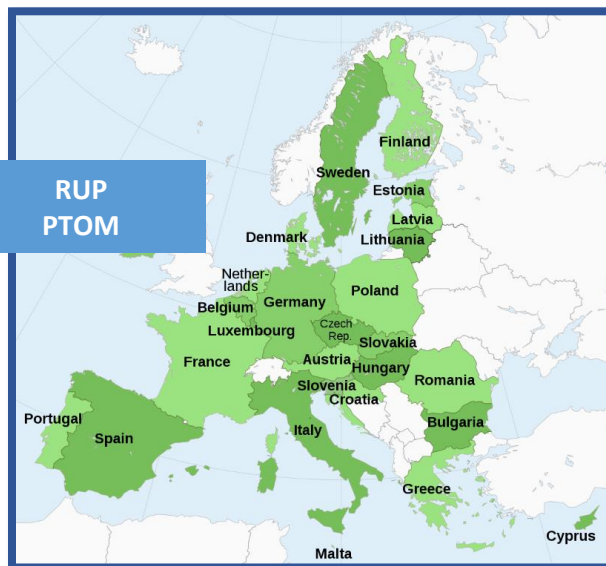 RUP
PTOM
Finland
Sweden
Estonia
Latvia
Denmark
Lithuania
Nether-
lands
Poland
Belgium
Germany
Luxembourg
Czech
Rep.
Slovakia
France
Austria
Hungary
Slovenia
Romania
Croatia
Portugal
Spain
Italy
Bulgaria
Greece
Cyprus
Malta